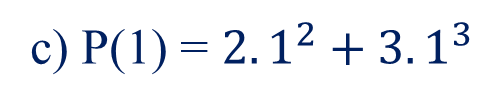 c) P(1) = 2. 1² + 3. 1³